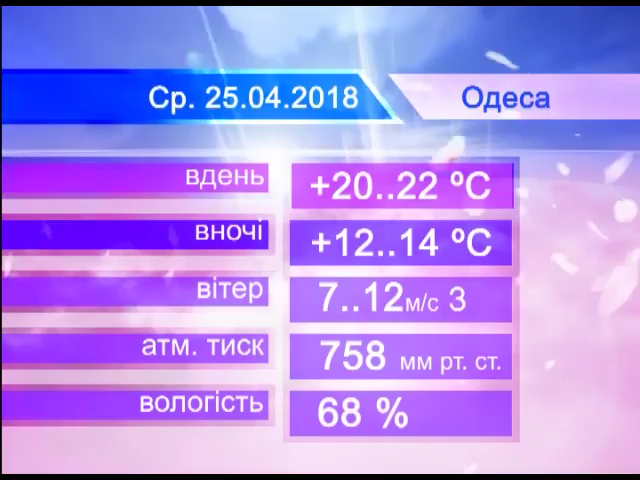 Ср. 25.04.2018 Одеса
вдень +20..22 ºC
вночі +12..14 ºC
вітер 7..12м/с З
атм. тиск 758 мм рт. ст.
вологість 68 %